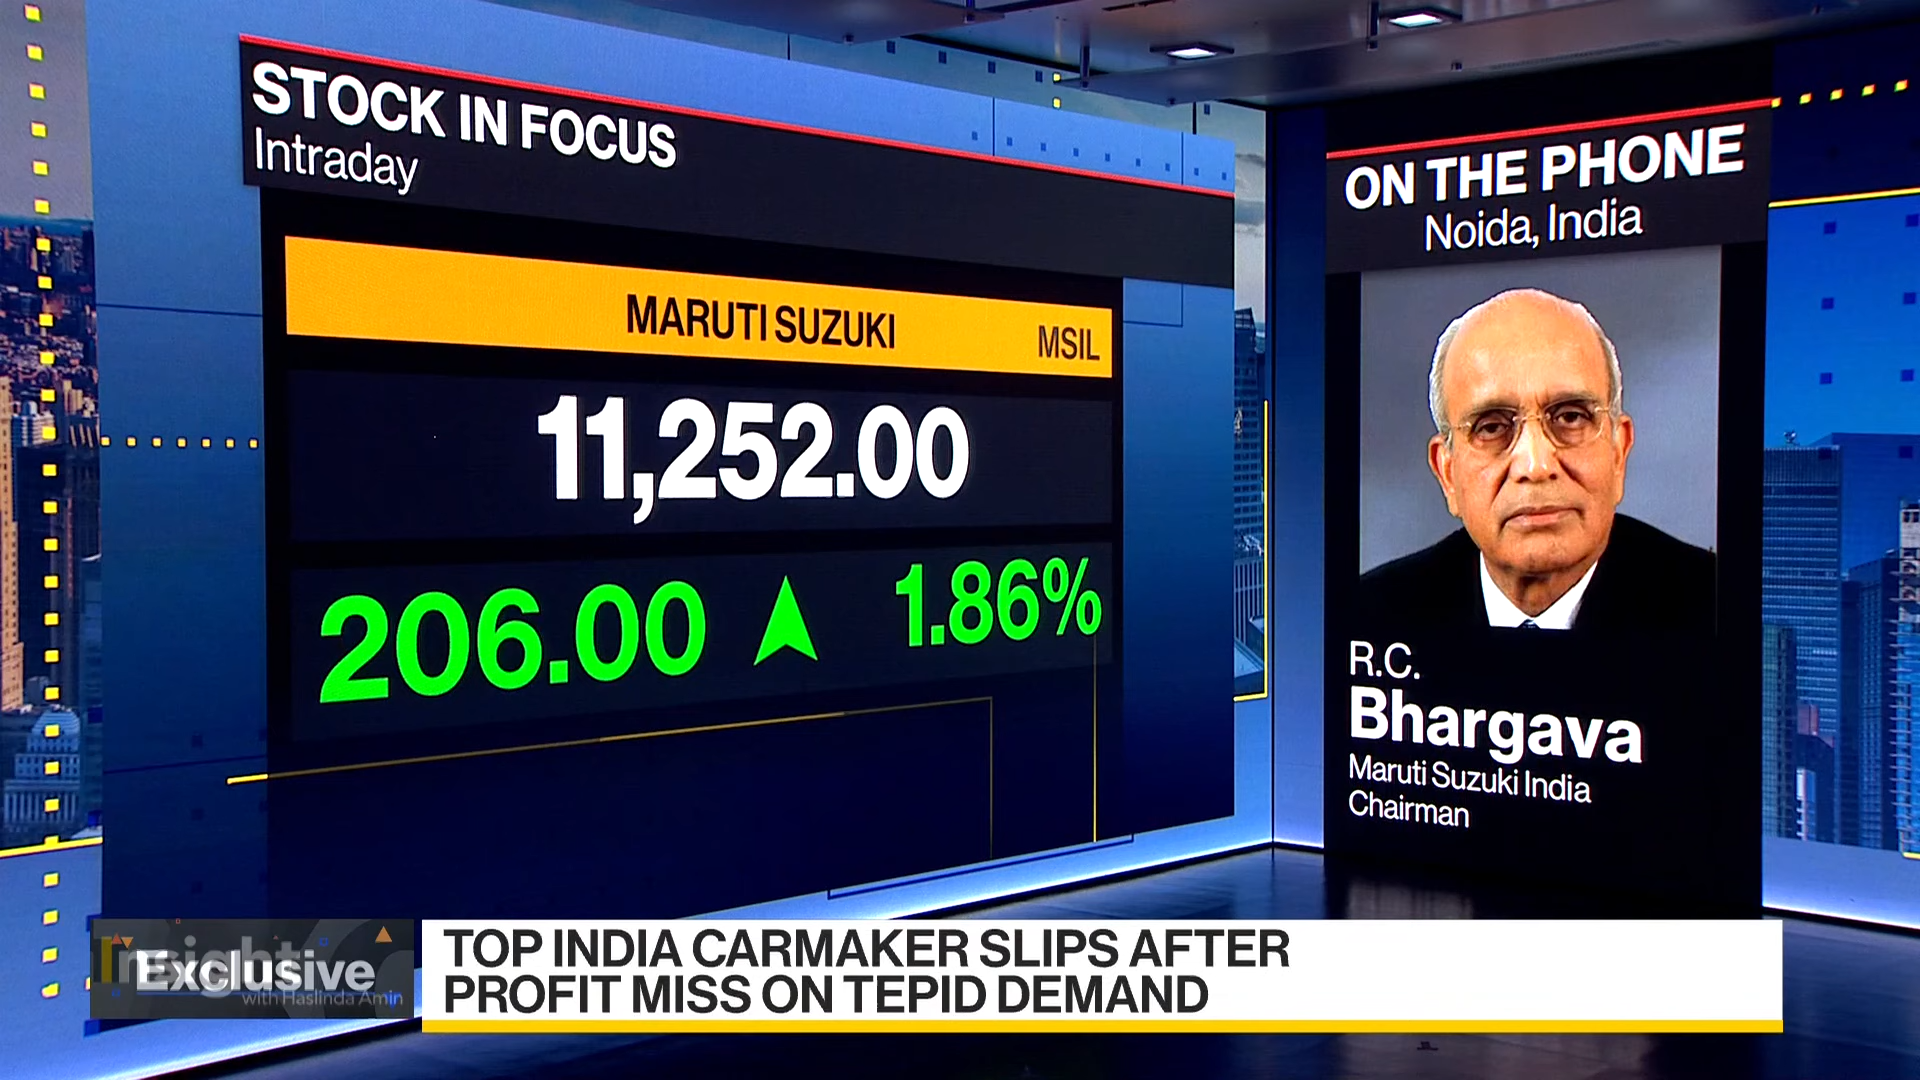 STOCK IN FOCUS
Intraday
MARUTI SUZUKI MSIL
11,252.00
206.00 1.86%
ON THE PHONE
Noida, India
R.C.
Bhargava
Maruti Suzuki India
Chairman
Insight
Exclusive
with Haslinda Amin
TOP INDIA CARMAKER SLIPS AFTER
PROFIT MISS ON TEPID DEMAND